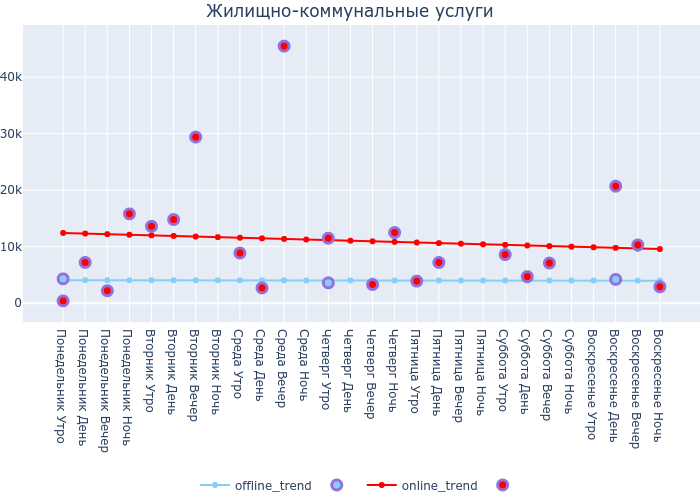 Жилищно-коммунальные услуги
40k
30k
20k
10k
0
Понедельник Утро
Понедельник День
Понедельник Вечер
Понедельник Ночь
Вторник Утро
Вторник День
Вторник Вечер
Вторник Ночь
Среда Утро
Среда День
Среда Вечер
Среда Ночь
Четверг Утро
Четверг День
Четверг Вечер
Четверг Ночь
Пятница Утро
Пятница День
Пятница Вечер
Пятница Ночь
Суббота Утро
Суббота День
Суббота Вечер
Суббота Ночь
Воскресенье Утро
Воскресенье День
Воскресенье Вечер
Воскресенье Ночь
offline_trend
online_trend